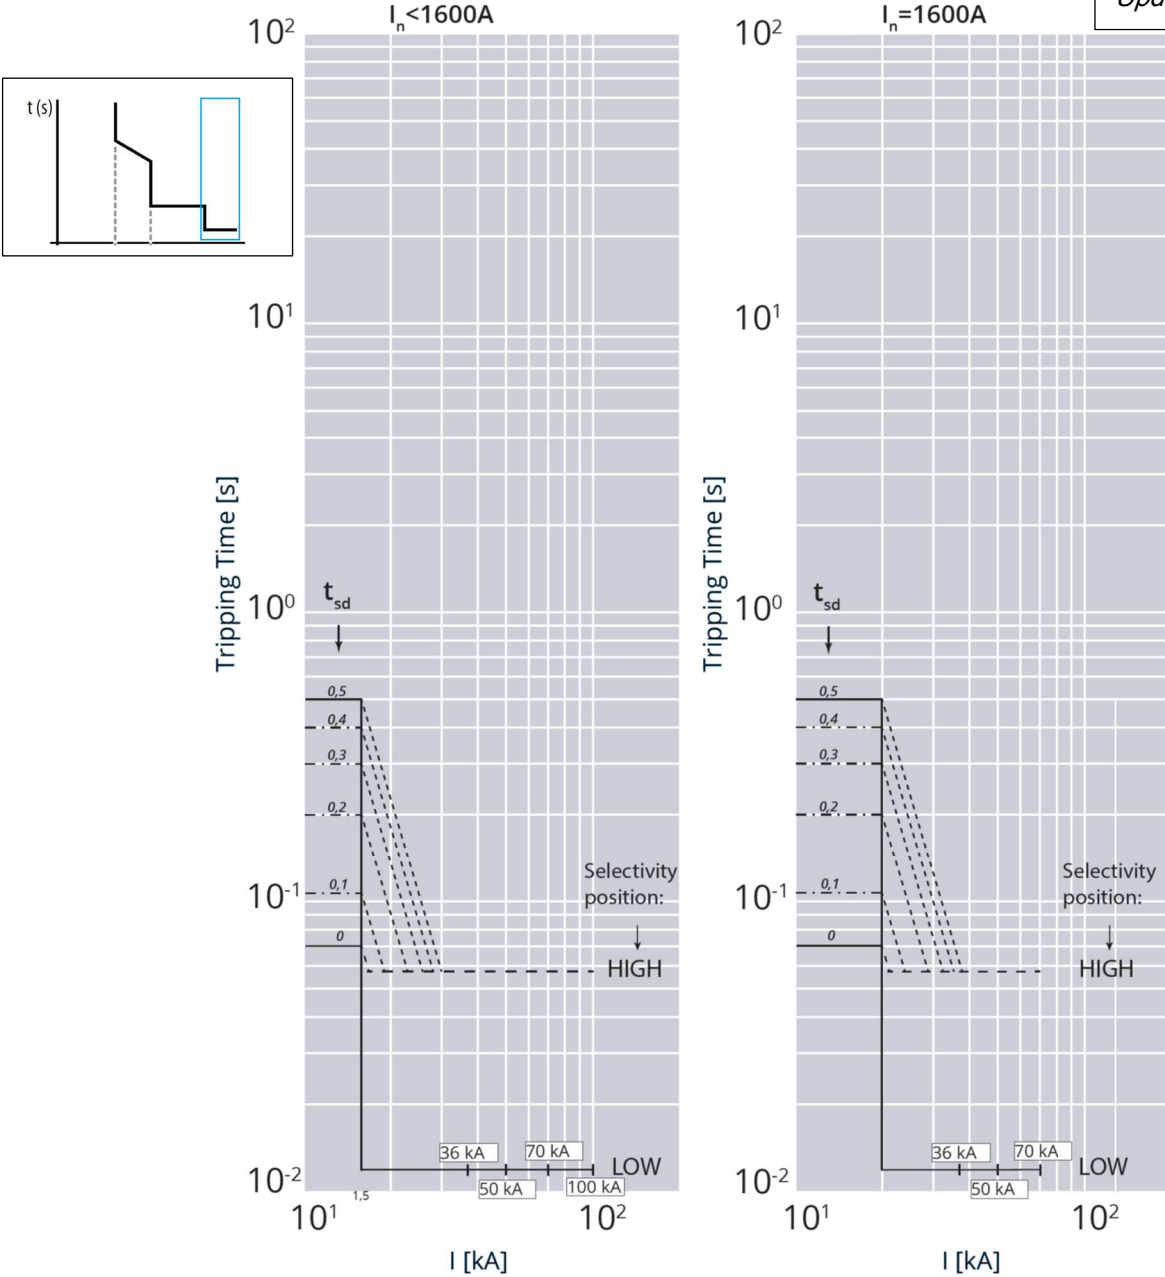 In<1600A
In=1600A
Upd
t (s)
10²
10¹
10⁰
10-1
10-2
Tripping Time [s]
tsd
0,5
0,4
0,3
0,2
0,1
0
Selectivity
position:
HIGH
36 kA
70 kA
LOW
50 kA
100 kA
1,5
10¹
10²
I [kA]
10²
10¹
10⁰
10-1
10-2
Tripping Time [s]
tsd
0,5
0,4
0,3
0,2
0,1
0
Selectivity
position:
HIGH
36 kA
70 kA
LOW
50 kA
10¹
10²
I [kA]